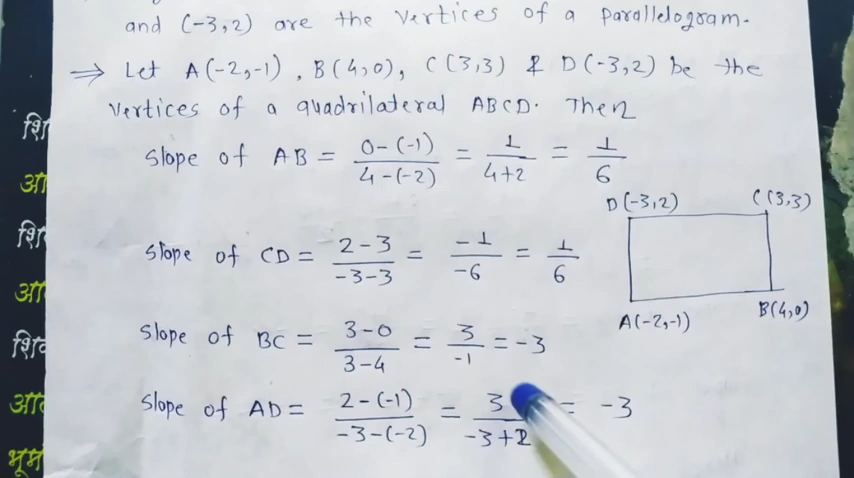 and (-3,2) are the vertices of a parallelogram.
⇒ Let A(-2,-1), B(4,0), C(3,3) & D(-3,2) be the
vertices of a quadrilateral ABCD. Then
Slope of AB = 0-(-1)/4-(-2) = 1/4+2 = 1/6
D(-3,2) C(3,3)
Slope of CD = 2-3/-3-3 = -1/-6 = 1/6
A(-2,-1) B(4,0)
Slope of BC = 3-0/3-4 = 3/-1 = -3
Slope of AD = 2-(-1)/-3-(-2) = 3/-3+2 = -3